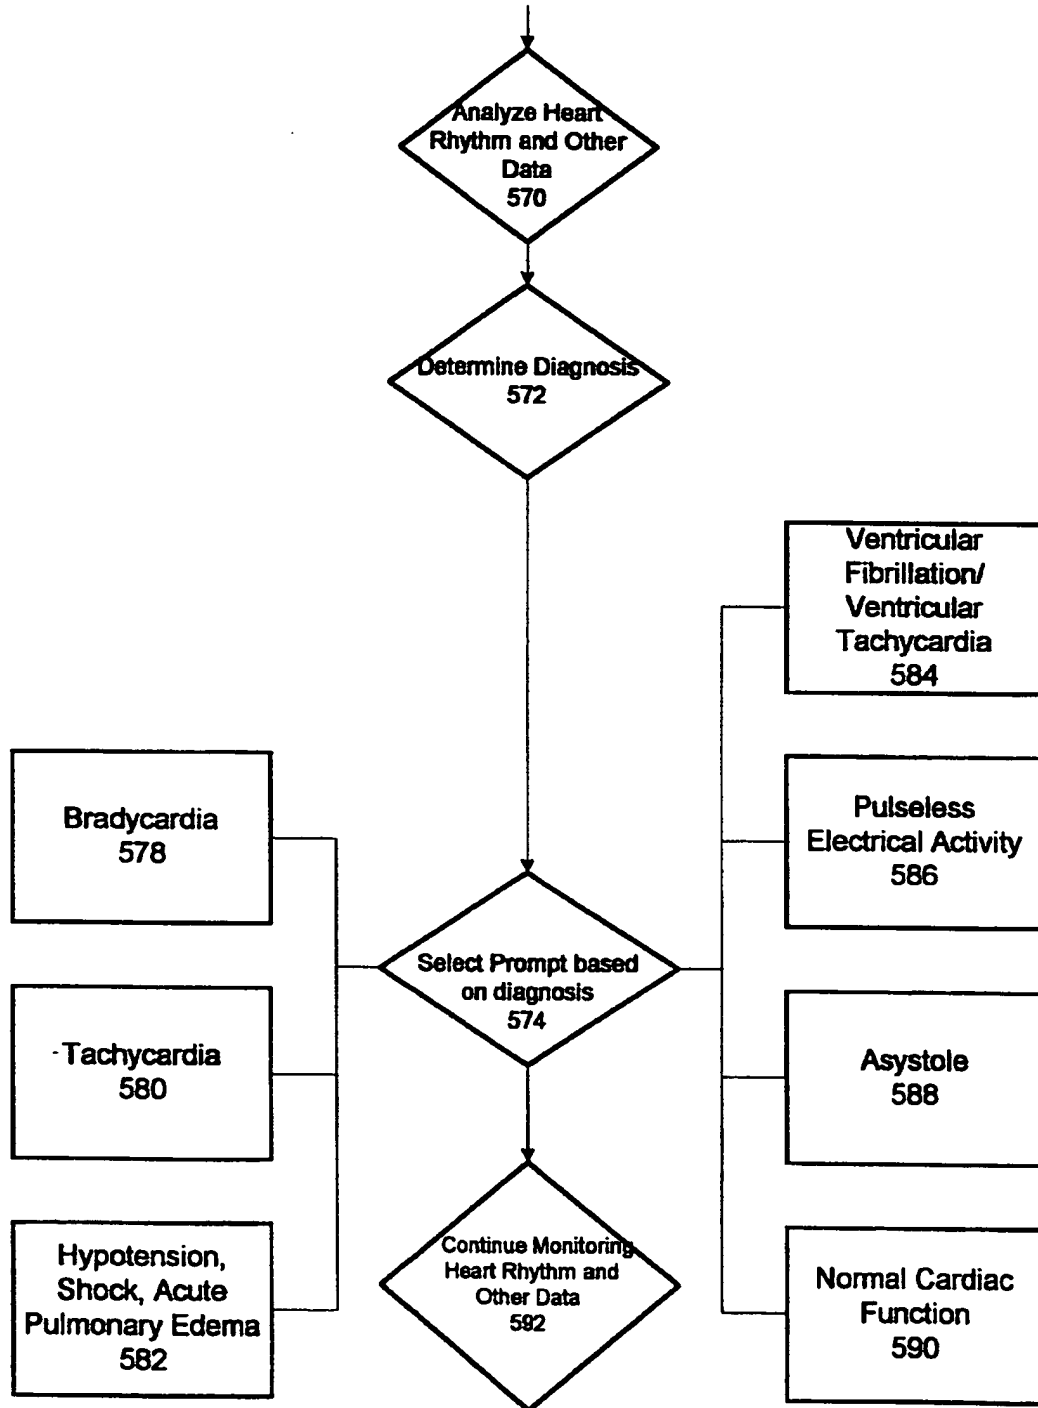 Analyze Heart
Rhythm and Other
Data
570
Determine Diagnosis
572
Ventricular
Fibrillation/
Ventricular
Tachycardia
584
Bradycardia
578
Pulseless
Electrical Activity
586
Select Prompt based
on diagnosis
574
Tachycardia
580
Asystole
588
Hypotension,
Shock, Acute
Pulmonary Edema
582
Continue Monitoring
Heart Rhythm and
Other Data
592
Normal Cardiac
Function
590